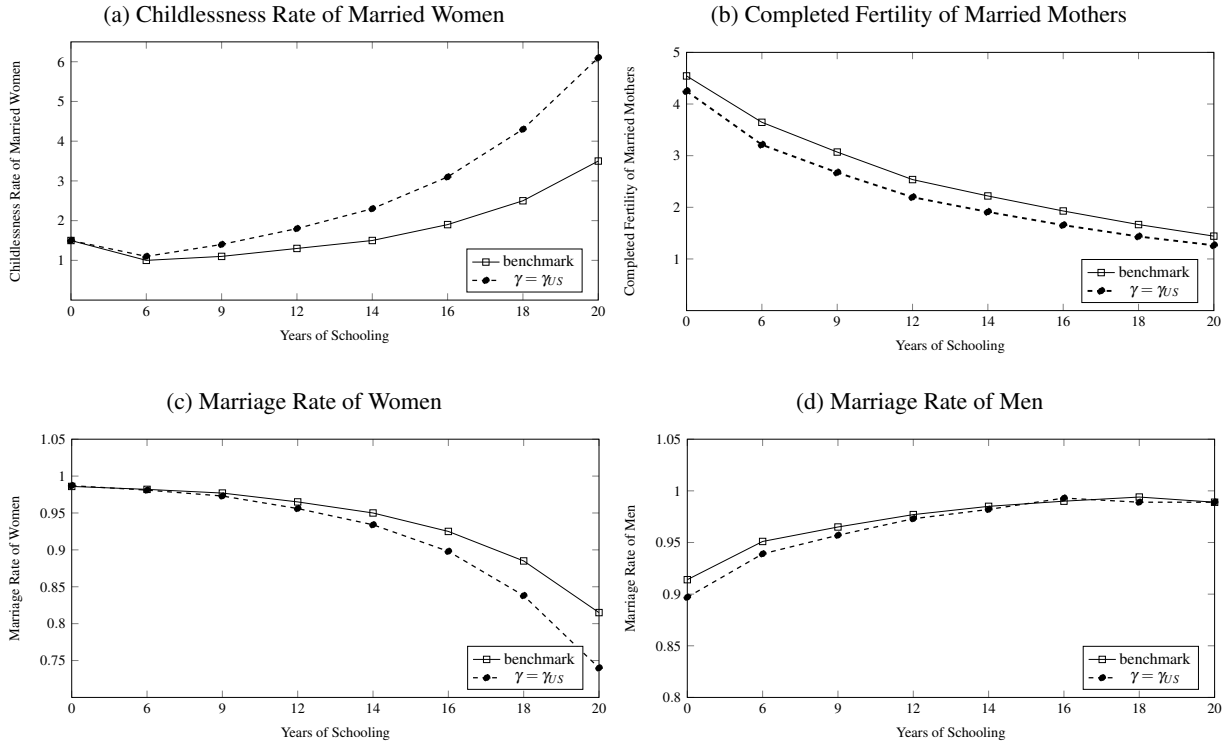 (a) Childlessness Rate of Married Women
Childlessness Rate of Married Women
6
5
4
3
2
1
0 6 9 12 14 16 18 20
Years of Schooling
benchmark
γ = γUS
(b) Completed Fertility of Married Mothers
Completed Fertility of Married Mothers
5
4
3
2
1
0 6 9 12 14 16 18 20
Years of Schooling
benchmark
γ = γUS
(c) Marriage Rate of Women
Marriage Rate of Women
1.05
1
0.95
0.9
0.85
0.8
0.75
0 6 9 12 14 16 18 20
Years of Schooling
benchmark
γ = γUS
(d) Marriage Rate of Men
Marriage Rate of Men
1.05
1
0.95
0.9
0.85
0.8
0 6 9 12 14 16 18 20
Years of Schooling
benchmark
γ = γUS